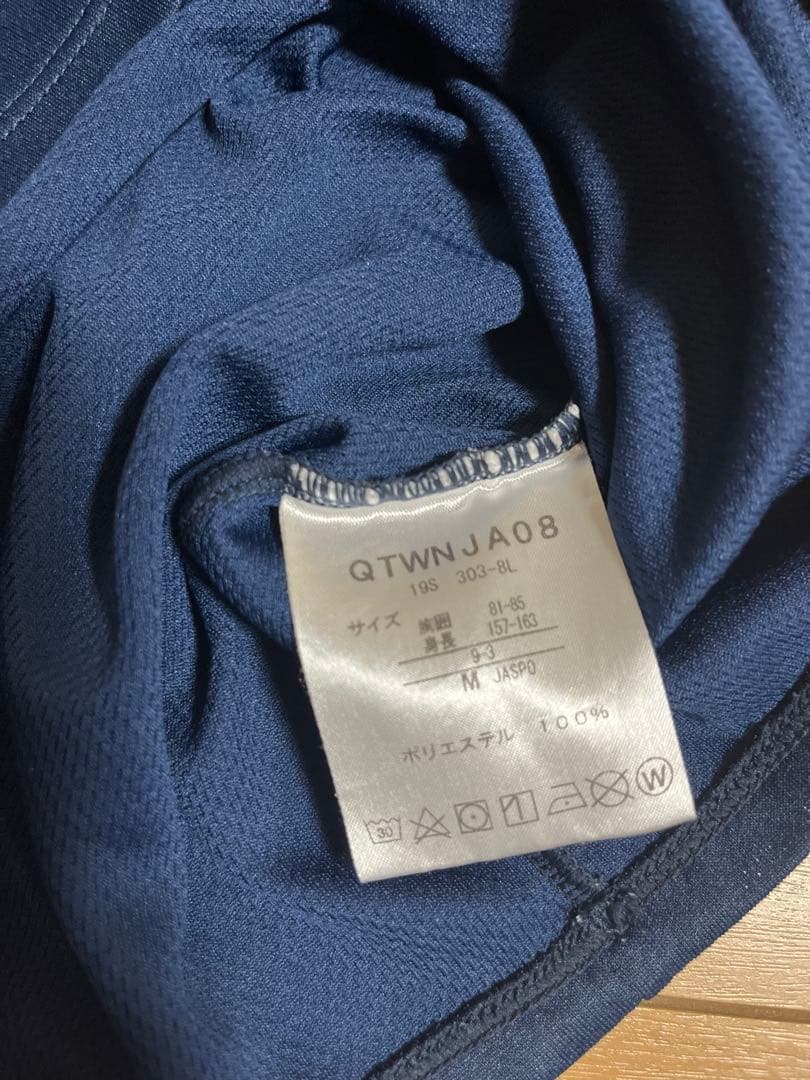 QTWNJA08
19S 303-8L
サイズ 胸囲 81-85
身長 157-163
9-3
M JASPO
ポリエステル 100%
30 W